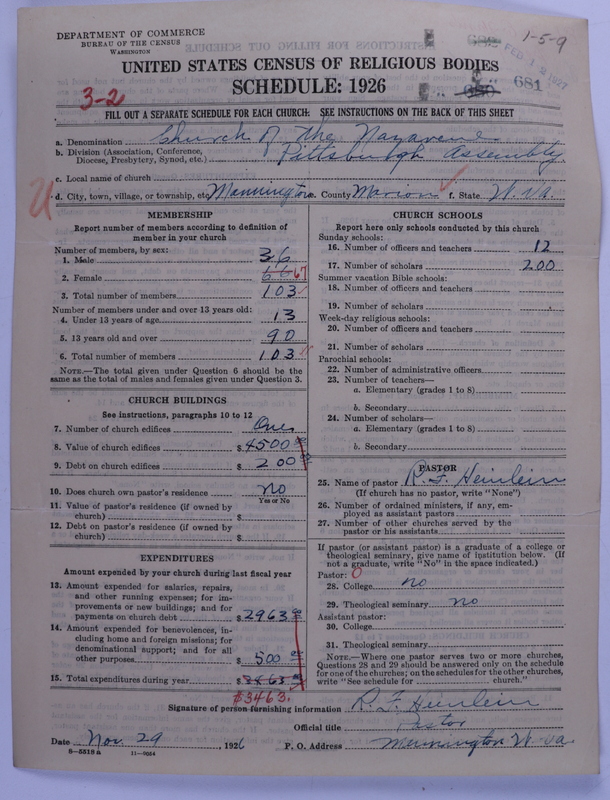 DEPARTMENT OF COMMERCE
BUREAU OF THE CENSUS
WASHINGTON
1-5-9
FEB 1 2 1927
681
UNITED STATES CENSUS OF RELIGIOUS BODIES
SCHEDULE: 1926
3-2
FILL OUT A SEPARATE SCHEDULE FOR EACH CHURCH. SEE INSTRUCTIONS ON THE BACK OF THIS SHEET
a. Denomination Church of the Nazarene
b. Division (Association, Conference, Diocese, Presbytery, Synod, etc.) Pittsburgh Assembly
c. Local name of church
d. City, town, village, or township, etc. Mannington e. County Marion f. State W. Va.
MEMBERSHIP
Report number of members according to definition of member in your church
Number of members, by sex:
1. Male 36
2. Female 66 67
3. Total number of members 103
Number of members under and over 13 years old:
4. Under 13 years of age 13
5. 13 years old and over 90
6. Total number of members 103
NOTE.—The total given under Question 6 should be the same as the total of males and females given under Question 3.
CHURCH BUILDINGS
See instructions, paragraphs 10 to 12
7. Number of church edifices One
8. Value of church edifices $4500 00
9. Debt on church edifices $200 00
10. Does church own pastor's residence No
Yes or No
11. Value of pastor's residence (if owned by church) $
12. Debt on pastor's residence (if owned by church) $
EXPENDITURES
Amount expended by your church during last fiscal year
13. Amount expended for salaries, repairs, and other running expenses; for improvements or new buildings; and for payments on church debt $2963 00
14. Amount expended for benevolences, including home and foreign missions; for denominational support; and for all other purposes $500 00
15. Total expenditures during year $3463 00
$3463.
CHURCH SCHOOLS
Report here only schools conducted by this church
Sunday schools:
16. Number of officers and teachers 12
17. Number of scholars 200
Summer vacation Bible schools:
18. Number of officers and teachers
19. Number of scholars
Week-day religious schools:
20. Number of officers and teachers
21. Number of scholars
Parochial schools:
22. Number of administrative officers
23. Number of teachers—
a. Elementary (grades 1 to 8)
b. Secondary
24. Number of scholars—
a. Elementary (grades 1 to 8)
b. Secondary
PASTOR
25. Name of pastor R. F. Heinlein
(If church has no pastor, write "None")
26. Number of ordained ministers, if any, employed as assistant pastors
27. Number of other churches served by the pastor or his assistants
If pastor (or assistant pastor) is a graduate of a college or theological seminary, give name of institution below. (If not a graduate, write "No" in the space indicated.)
Pastor: O
28. College no
29. Theological seminary no
Assistant pastor:
30. College
31. Theological seminary
NOTE.—Where one pastor serves two or more churches, Questions 28 and 29 should be answered only on the schedule for one of the churches; on the schedules for the other churches, write "See schedule for church."
Signature of person furnishing information R. F. Heinlein
Official title Pastor
Date Nov. 29, 1926 P. O. Address Mannington W. Va
8—5518a 11—9054